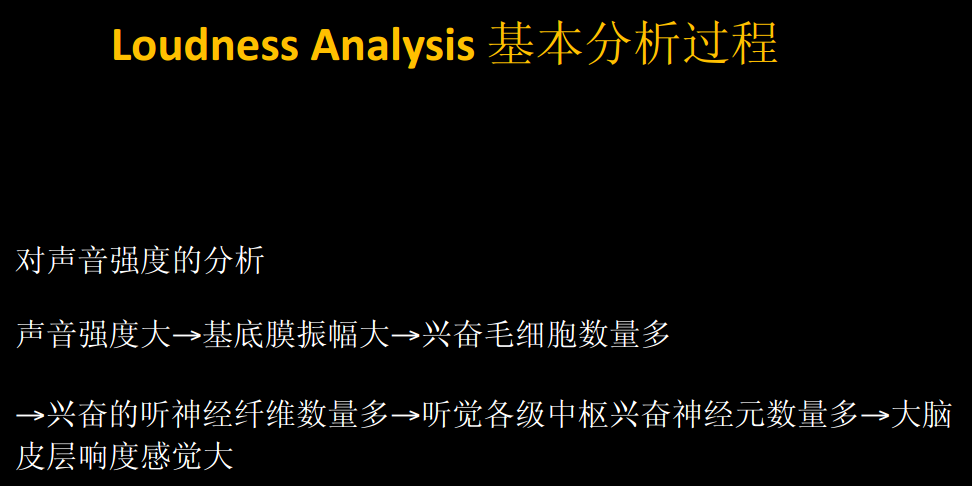 Loudness Analysis 基本分析过程
对声音强度的分析
声音强度大→基底膜振幅大→兴奋毛细胞数量多
→兴奋的听神经纤维数量多→听觉各级中枢兴奋神经元数量多→大脑
皮层响度感觉大